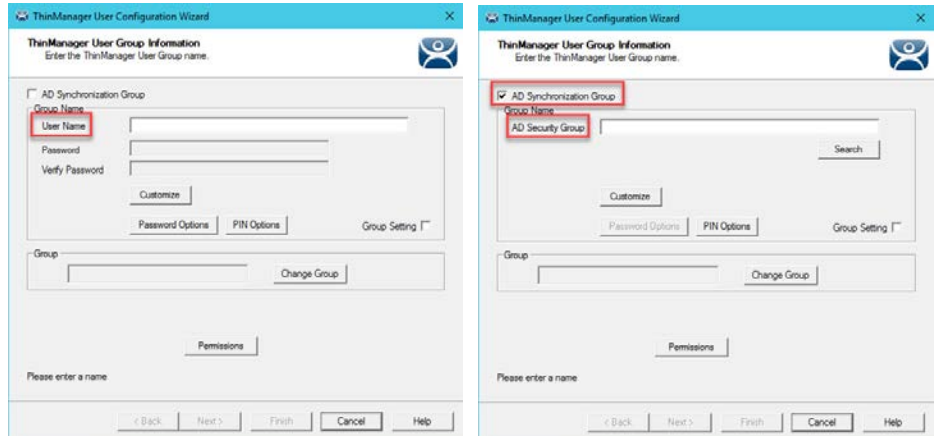 ThinManager User Configuration Wizard
ThinManager User Group Information
Enter the ThinManager User Group name.
AD Synchronization Group
Group Name
User Name
Password
Verify Password
Customize
Password Options PIN Options Group Setting
Group
Change Group
Permissions
Please enter a name
< Back Next > Finish Cancel Help
ThinManager User Configuration Wizard
ThinManager User Group Information
Enter the ThinManager User Group name.
AD Synchronization Group
Group Name
AD Security Group
Search
Customize
Password Options PIN Options Group Setting
Group
Change Group
Permissions
Please enter a name
< Back Next > Finish Cancel Help